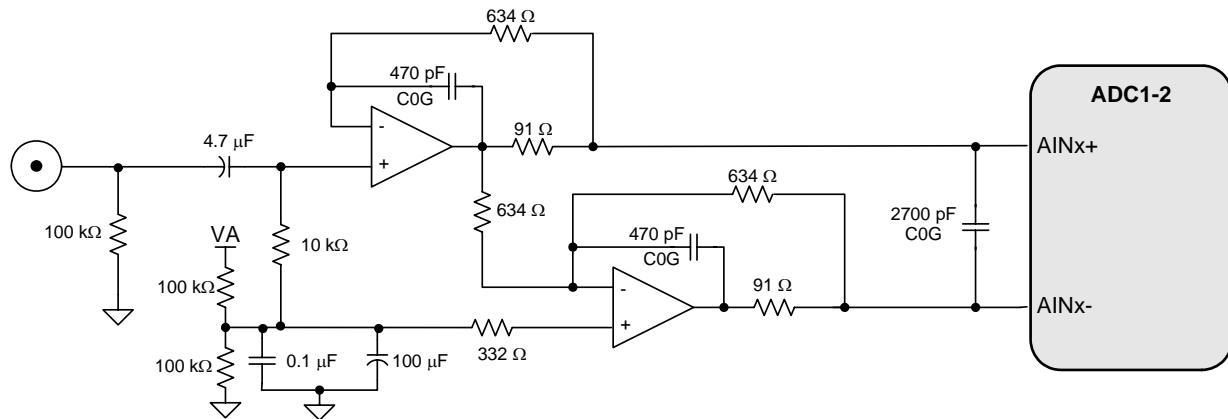 634 Ω
470 pF
C0G
ADC1-2
-
+
91 Ω
4.7 µF
AINx+
634 Ω
634 Ω
2700 pF
C0G
100 kΩ
VA
10 kΩ
470 pF
C0G
100 kΩ
-
+
91 Ω
AINx-
332 Ω
100 kΩ
0.1 µF
100 µF